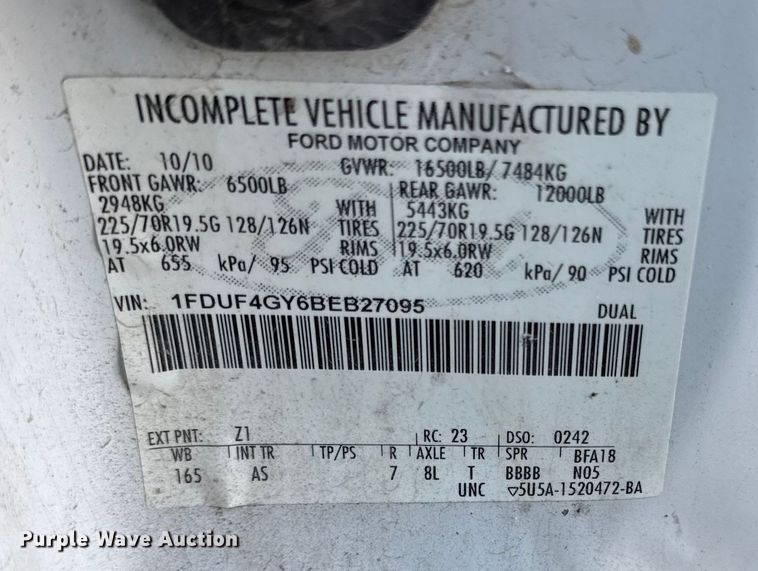 INCOMPLETE VEHICLE MANUFACTURED BY
FORD MOTOR COMPANY
DATE: 10/10 GVWR: 16500LB/ 7484KG
FRONT GAWR: 6500LB REAR GAWR: 12000LB
2948KG WITH 5443KG WITH
225/70R19.5G 128/126N TIRES 225/70R19.5G 128/126N TIRES
19.5x6.0RW RIMS 19.5x6.0RW RIMS
AT 655 kPa/ 95 PSI COLD AT 620 kPa/ 90 PSI COLD
VIN: 1FDUF4GY6BEB27095 DUAL
EXT PNT: Z1 RC: 23 DSO: 0242
WB INT TR TP/PS R AXLE TR SPR BFA18
165 AS 7 8L T BBBB N05
UNC ▽5U5A-1520472-BA
Purple Wave Auction